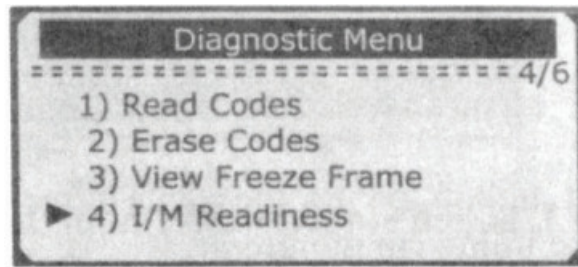 Diagnostic Menu
============================ 4/6
1) Read Codes
2) Erase Codes
3) View Freeze Frame
▶ 4) I/M Readiness